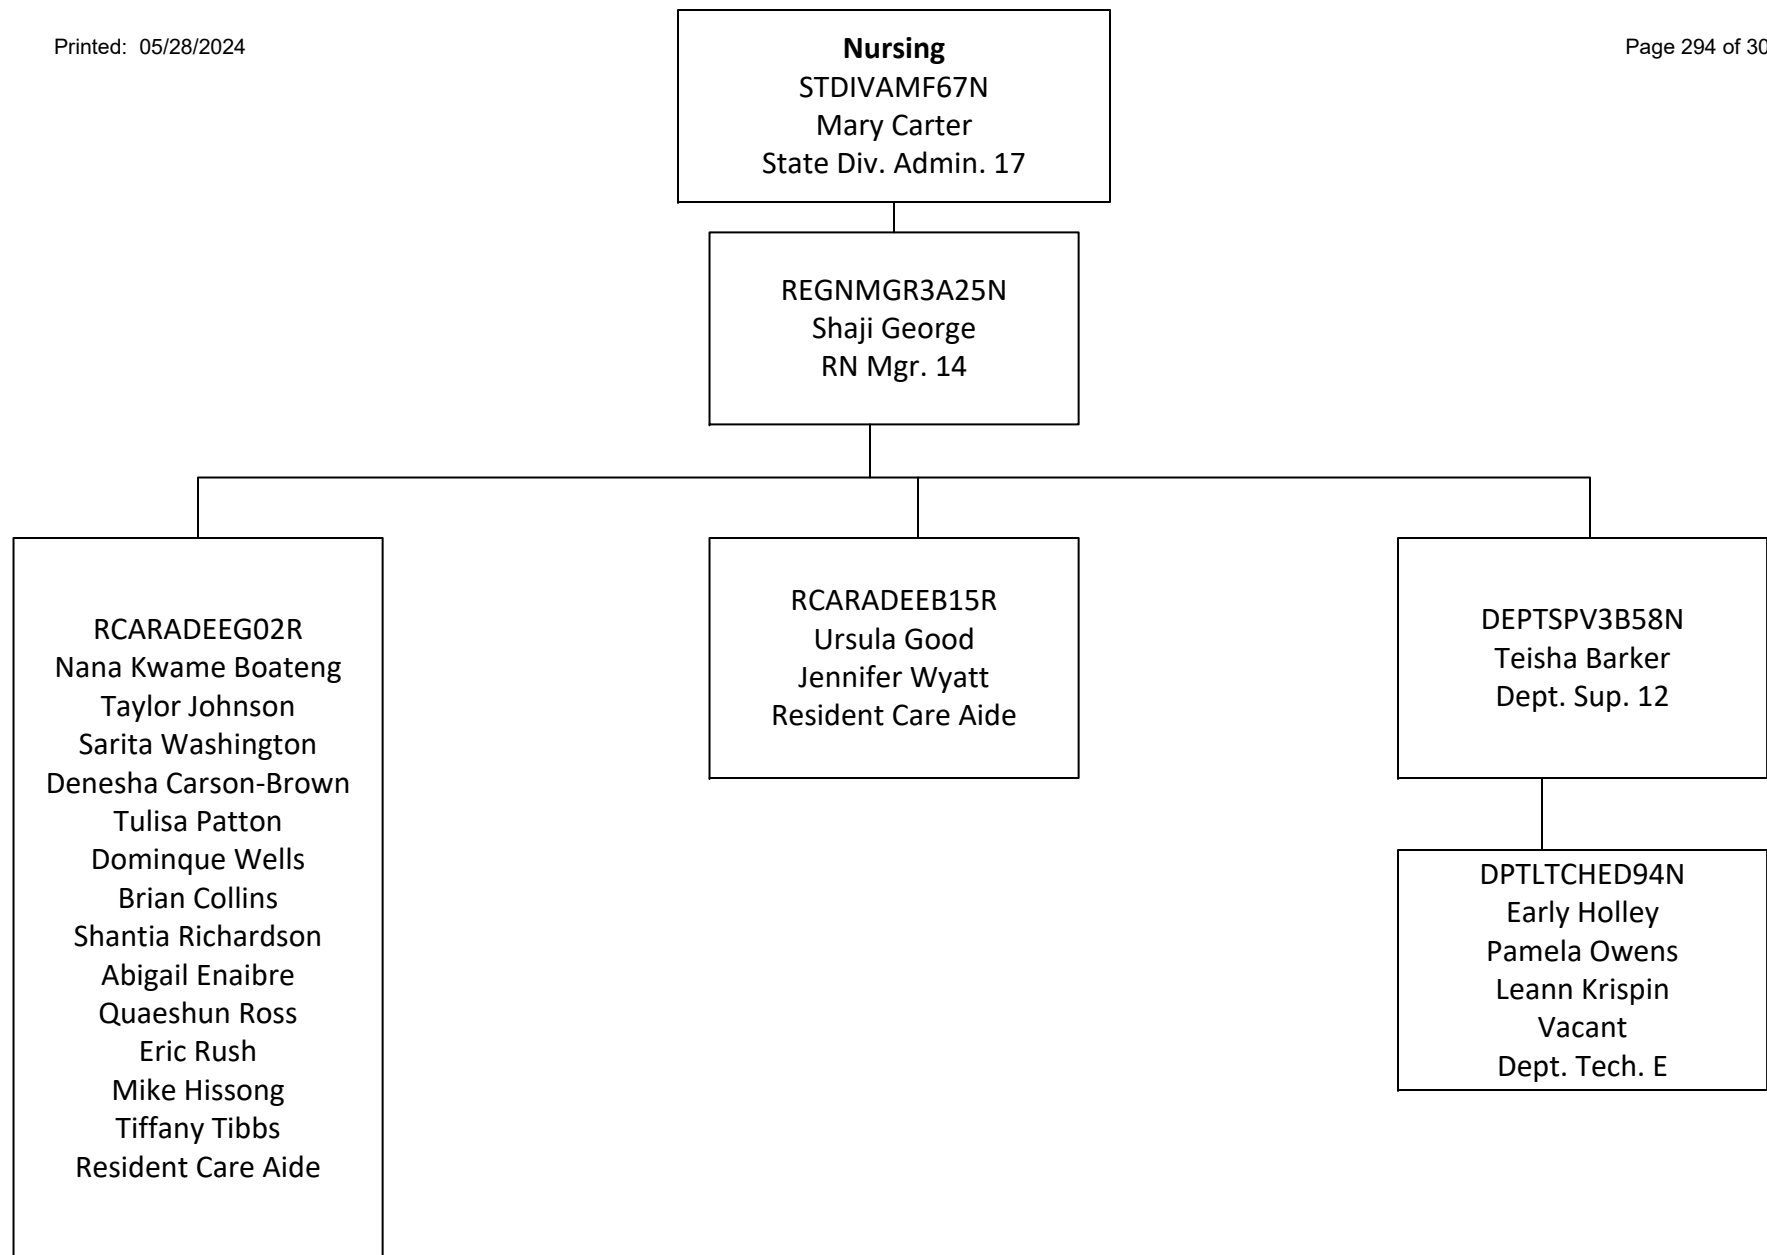 Printed: 05/28/2024
Page 294 of 30
Nursing
STDIVAMF67N
Mary Carter
State Div. Admin. 17
REGNMGR3A25N
Shaji George
RN Mgr. 14
RCARADEEG02R
Nana Kwame Boateng
Taylor Johnson
Sarita Washington
Denesha Carson-Brown
Tulisa Patton
Dominque Wells
Brian Collins
Shantia Richardson
Abigail Enaibre
Quaeshun Ross
Eric Rush
Mike Hissong
Tiffany Tibbs
Resident Care Aide
RCARADEEB15R
Ursula Good
Jennifer Wyatt
Resident Care Aide
DEPTSPV3B58N
Teisha Barker
Dept. Sup. 12
DPTLTCHED94N
Early Holley
Pamela Owens
Leann Krispin
Vacant
Dept. Tech. E